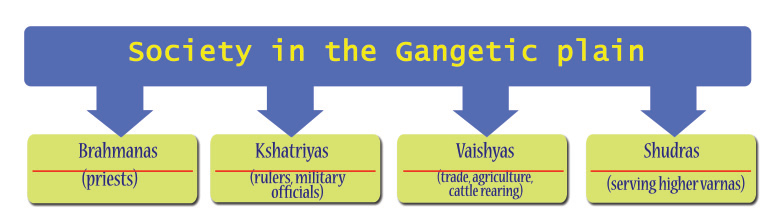 Society in the Gangetic plain
Brahmanas
(priests)
Kshatriyas
(rulers, military
officials)
Vaishyas
(trade, agriculture,
cattle rearing)
Shudras
(serving higher varnas)